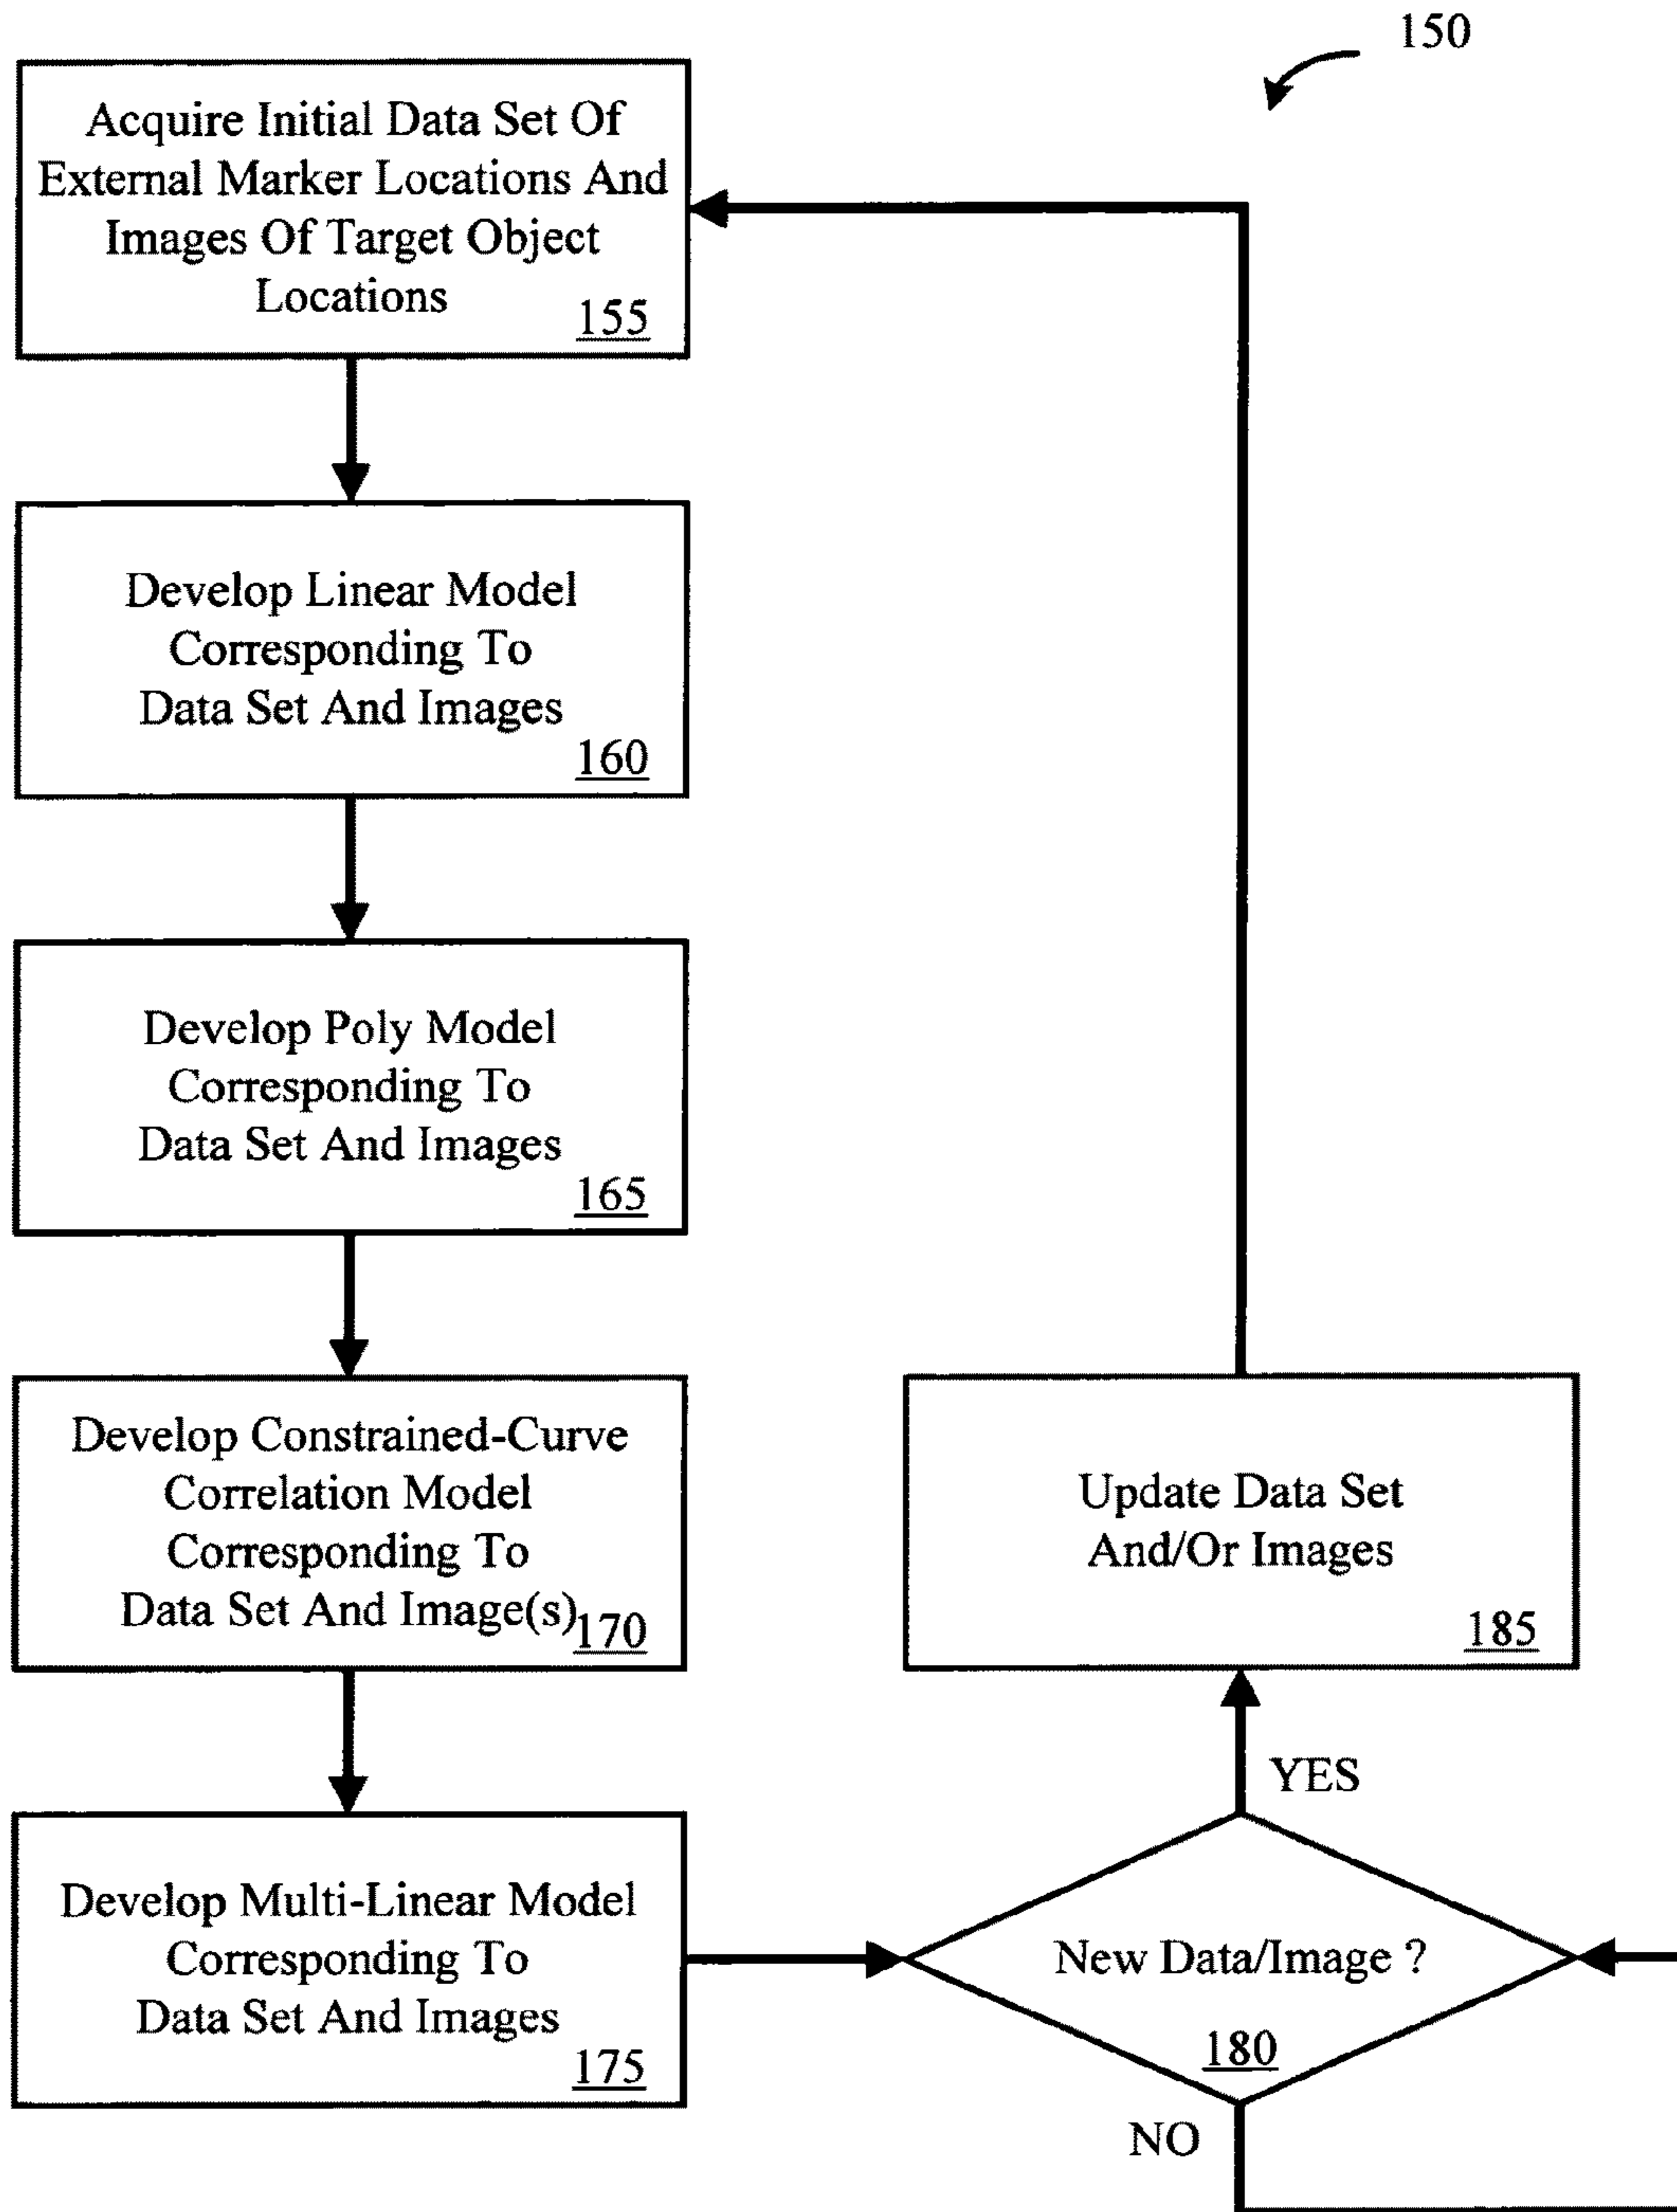 150
Acquire Initial Data Set Of
External Marker Locations And
Images Of Target Object
Locations
155
Develop Linear Model
Corresponding To
Data Set And Images
160
Develop Poly Model
Corresponding To
Data Set And Images
165
Develop Constrained-Curve
Correlation Model
Corresponding To
Data Set And Image(s)
170
Update Data Set
And/Or Images
185
YES
Develop Multi-Linear Model
Corresponding To
Data Set And Images
175
New Data/Image ?
180
NO